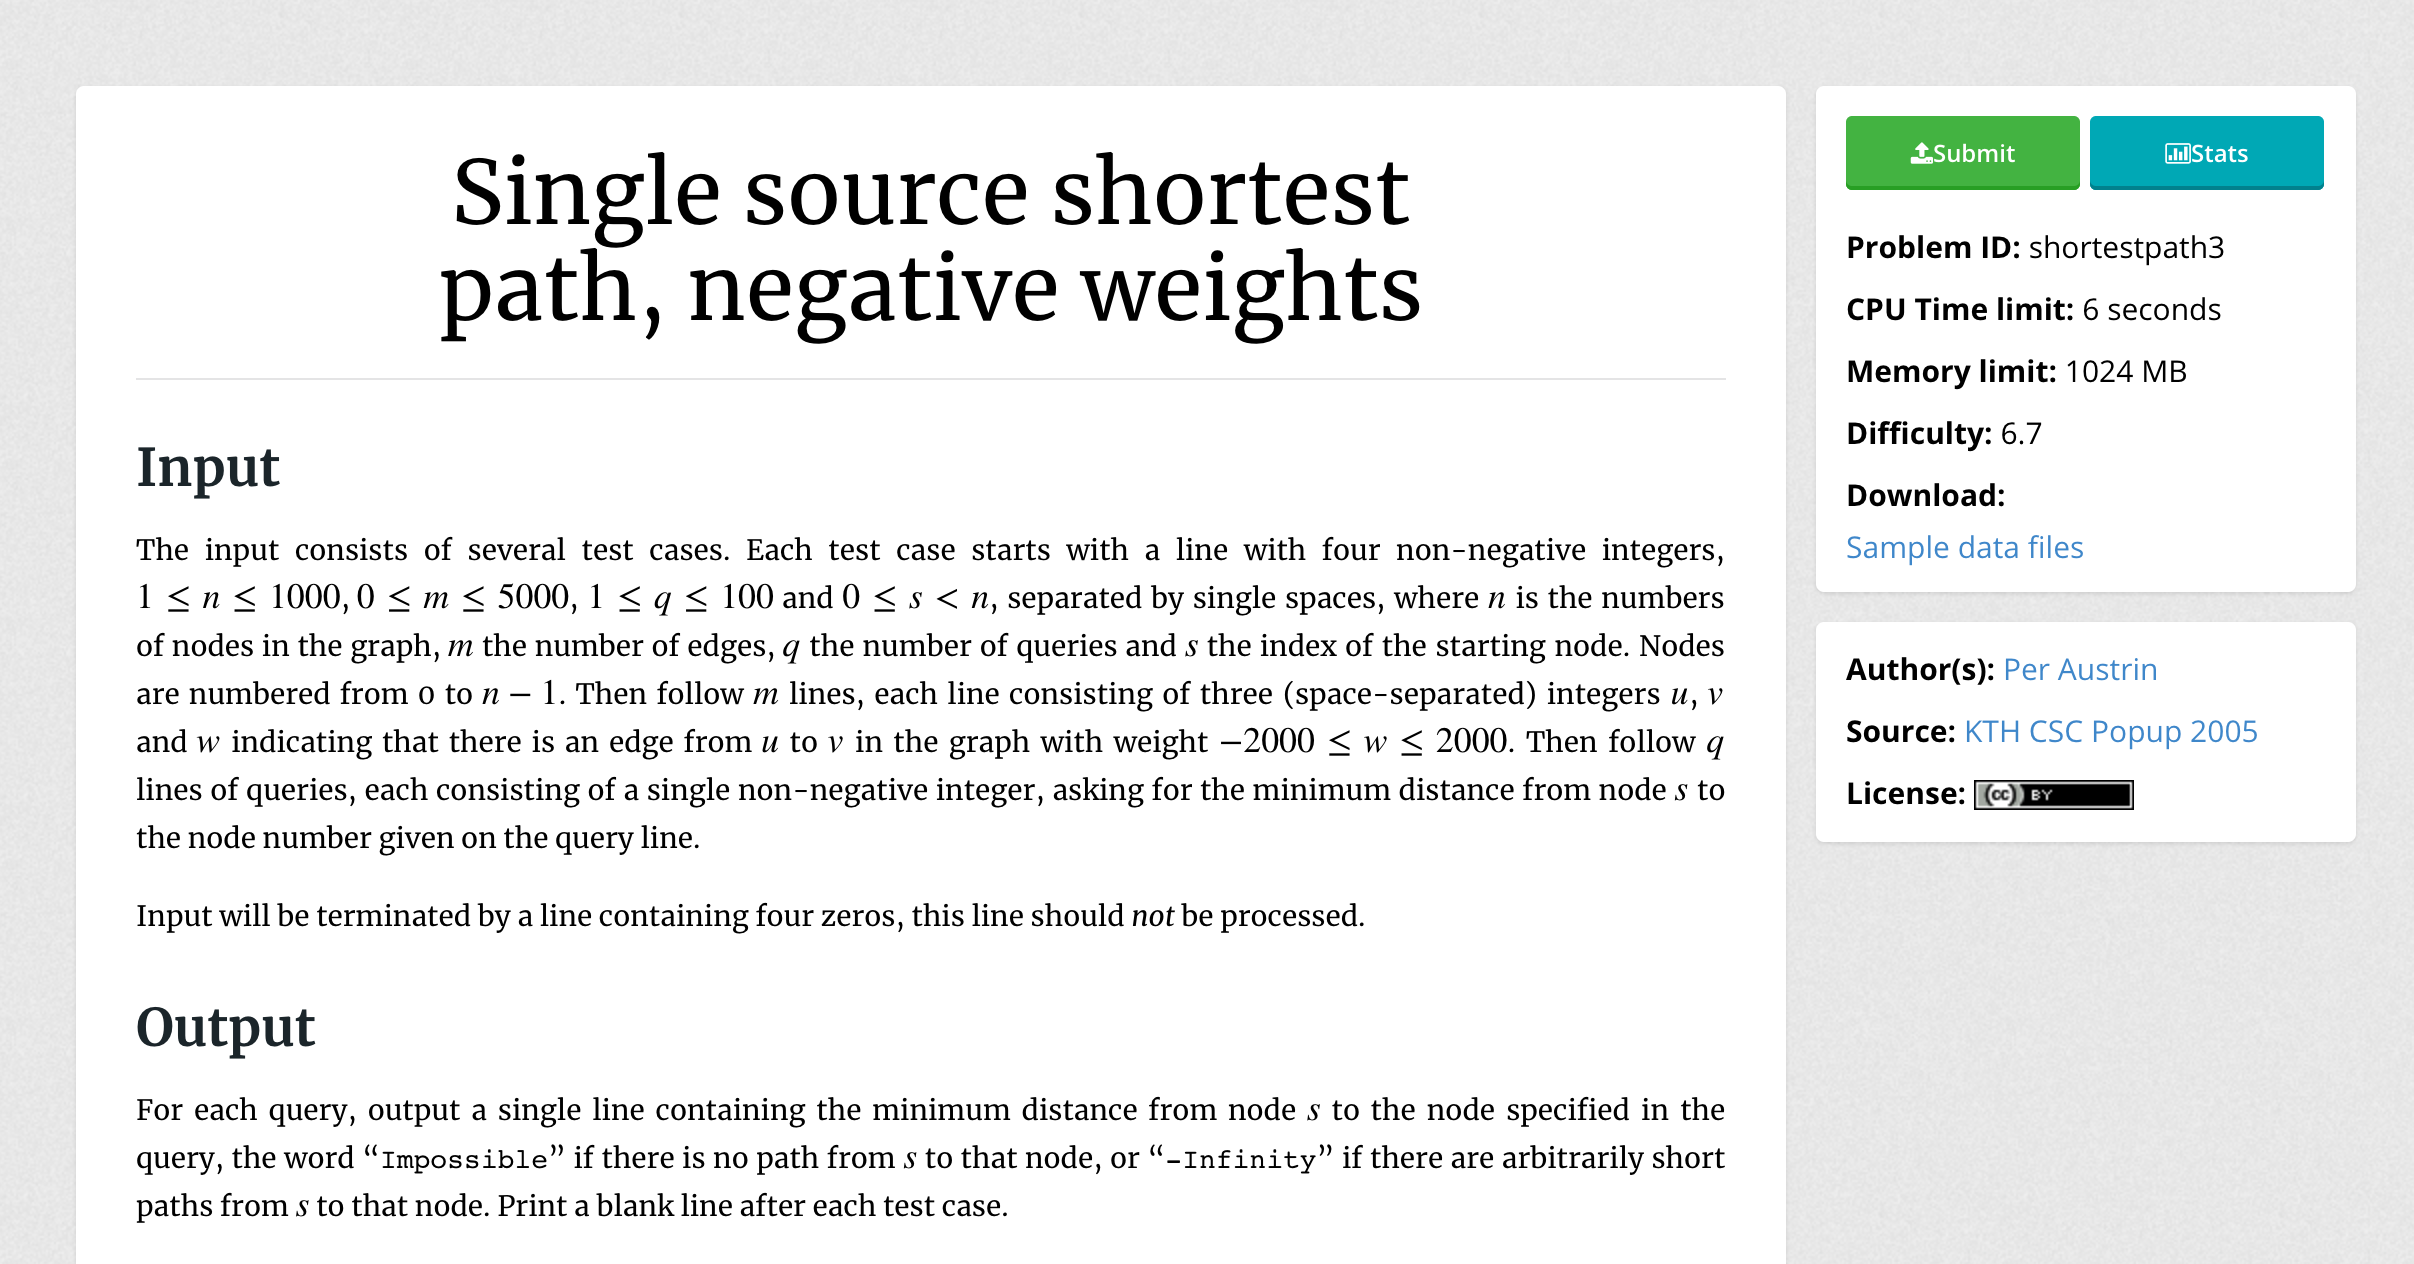 Single source shortest
path, negative weights
Input
The input consists of several test cases. Each test case starts with a line with four non-negative integers,
1 ≤ n ≤ 1000, 0 ≤ m ≤ 5000, 1 ≤ q ≤ 100 and 0 ≤ s < n, separated by single spaces, where n is the numbers
of nodes in the graph, m the number of edges, q the number of queries and s the index of the starting node. Nodes
are numbered from 0 to n − 1. Then follow m lines, each line consisting of three (space-separated) integers u, v
and w indicating that there is an edge from u to v in the graph with weight −2000 ≤ w ≤ 2000. Then follow q
lines of queries, each consisting of a single non-negative integer, asking for the minimum distance from node s to
the node number given on the query line.
Input will be terminated by a line containing four zeros, this line should not be processed.
Output
For each query, output a single line containing the minimum distance from node s to the node specified in the
query, the word “Impossible” if there is no path from s to that node, or “-Infinity” if there are arbitrarily short
paths from s to that node. Print a blank line after each test case.
Submit
Stats
Problem ID: shortestpath3
CPU Time limit: 6 seconds
Memory limit: 1024 MB
Difficulty: 6.7
Download:
Sample data files
Author(s): Per Austrin
Source: KTH CSC Popup 2005
License: (cc) BY